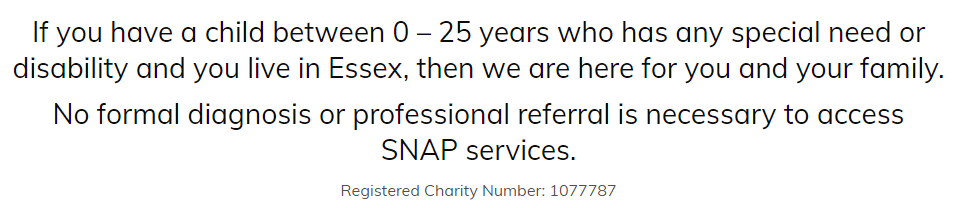 If you have a child between 0 – 25 years who has any special need or
disability and you live in Essex, then we are here for you and your family.
No formal diagnosis or professional referral is necessary to access
SNAP services.
Registered Charity Number: 1077787